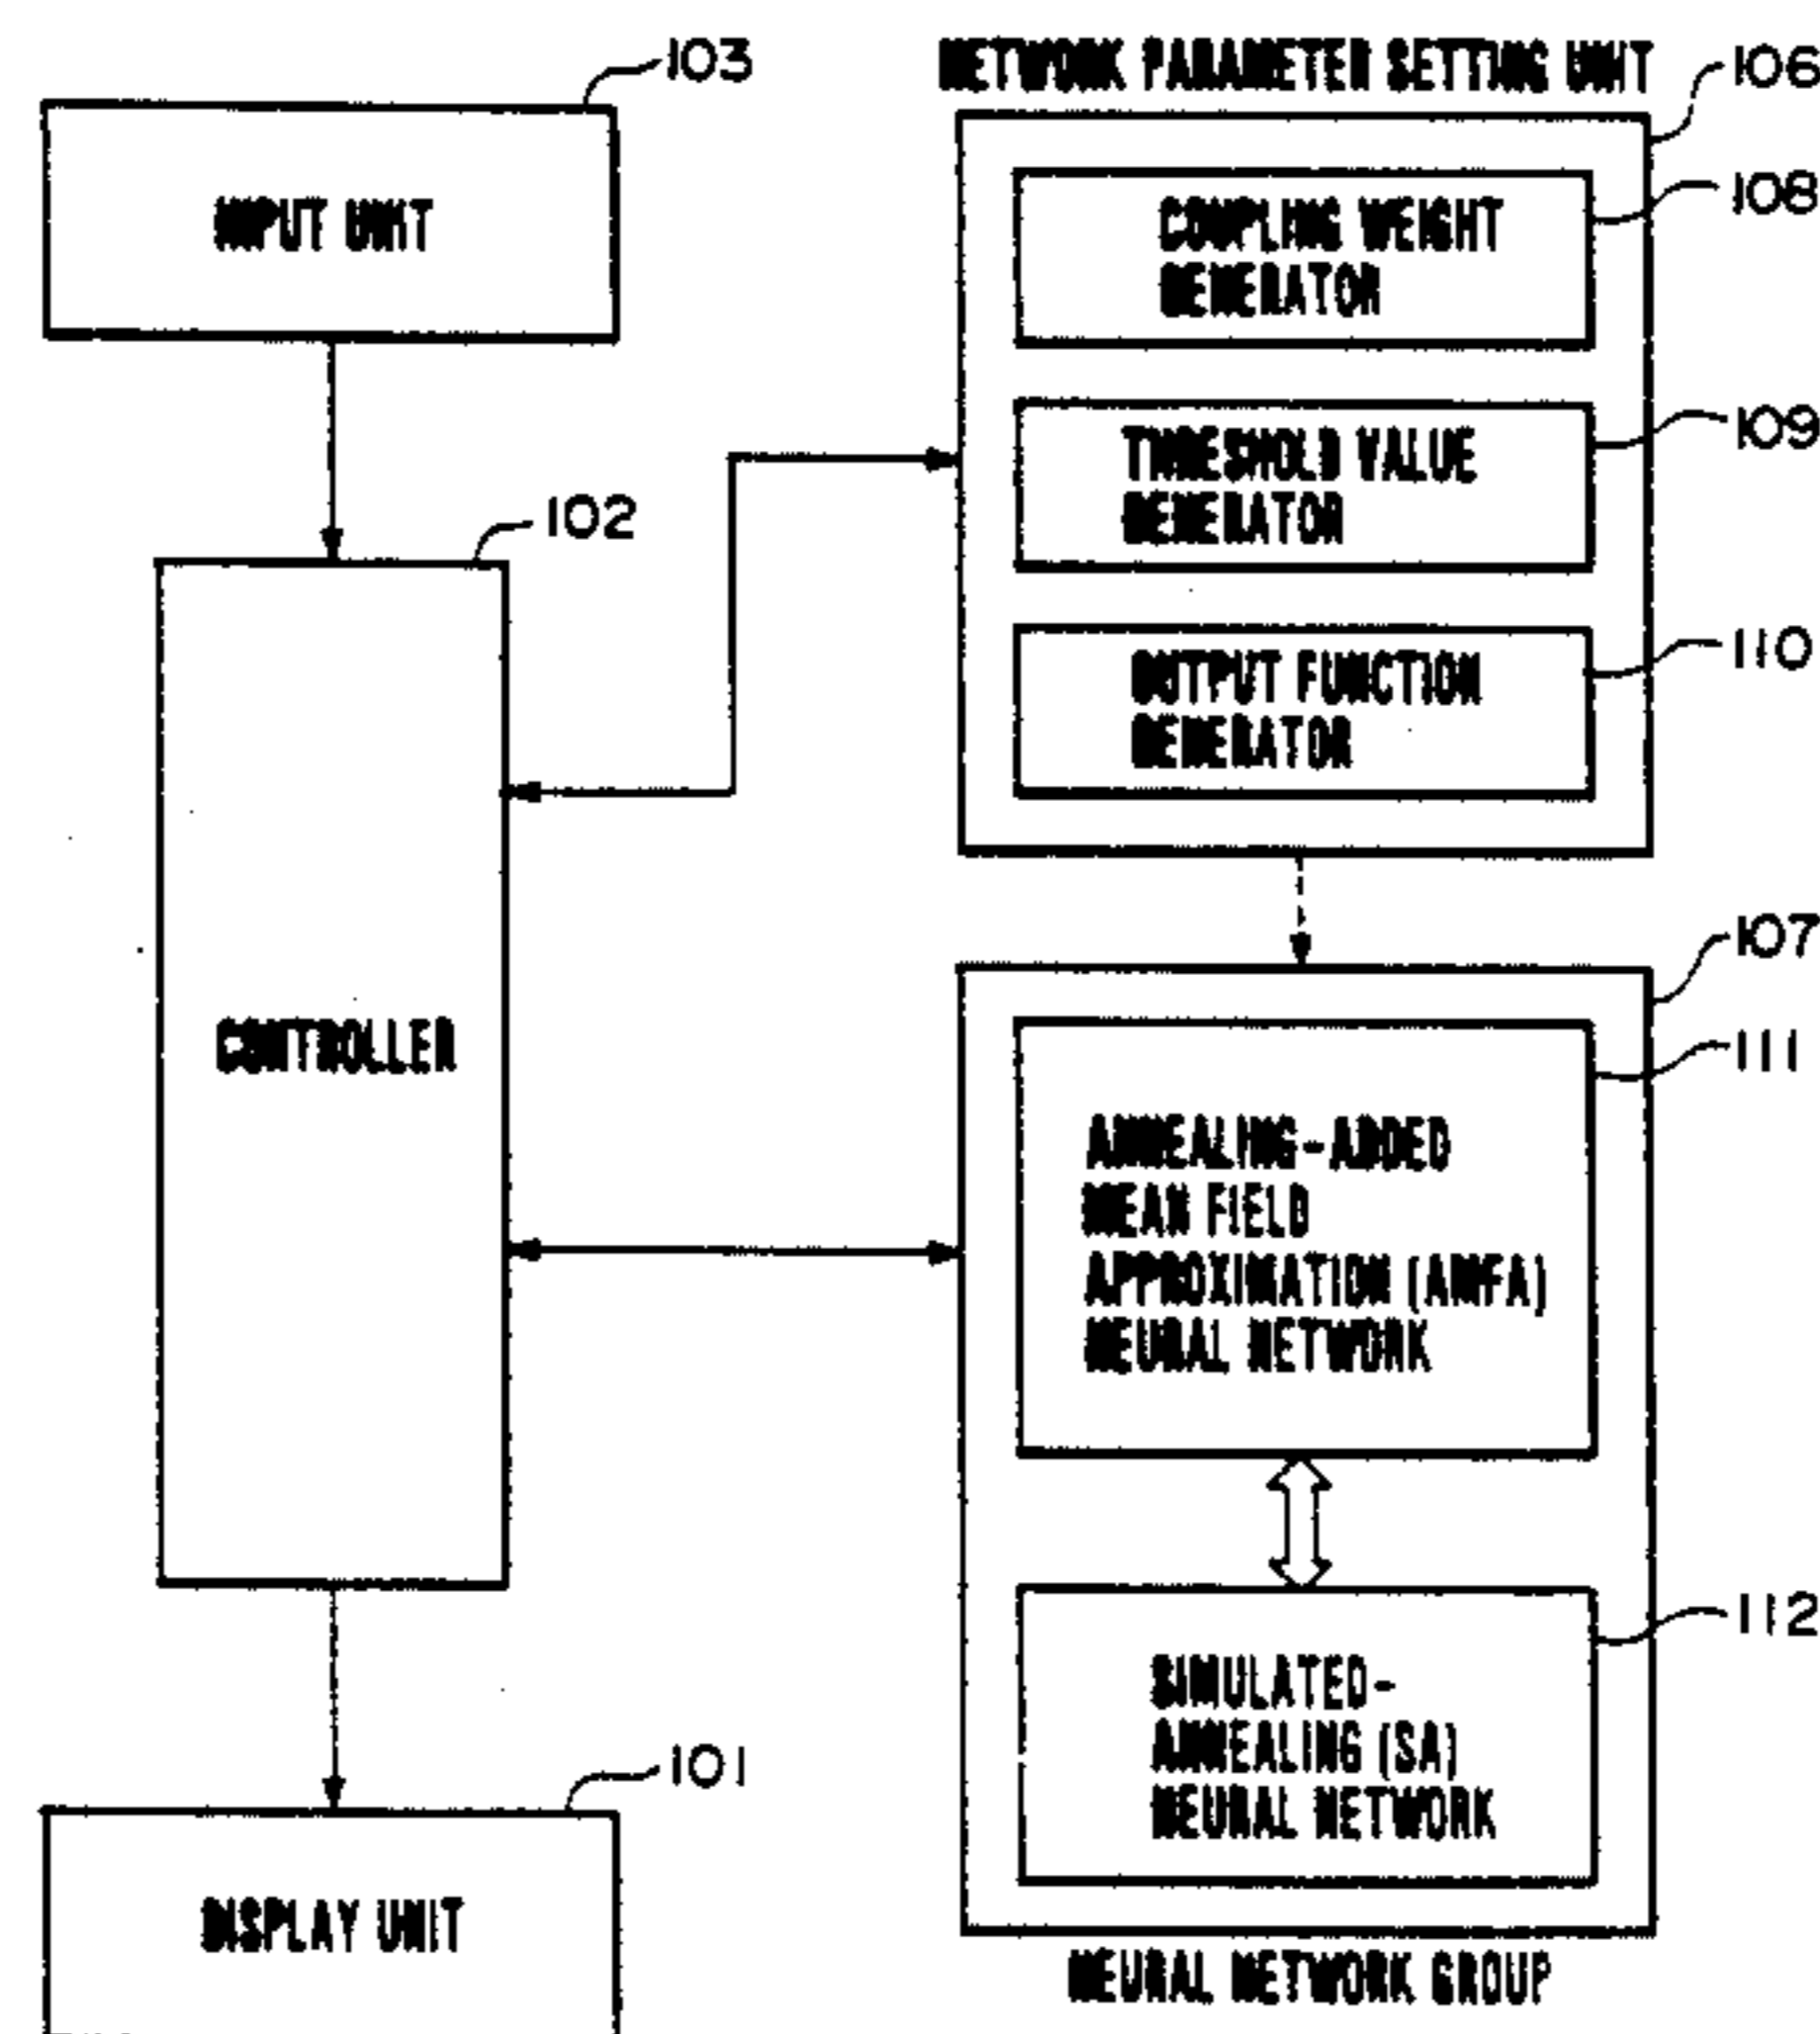 103
INPUT UNIT
102
CONTROLLER
101
DISPLAY UNIT
NETWORK PARAMETER SETTING UNIT
106
COUPLING WEIGHT
GENERATOR
108
THRESHOLD VALUE
GENERATOR
109
OUTPUT FUNCTION
GENERATOR
110
107
ANNEALING-ADDED
MEAN FIELD
APPROXIMATION (AMFA)
NEURAL NETWORK
111
SIMULATED-
ANNEALING (SA)
NEURAL NETWORK
112
NEURAL NETWORK GROUP